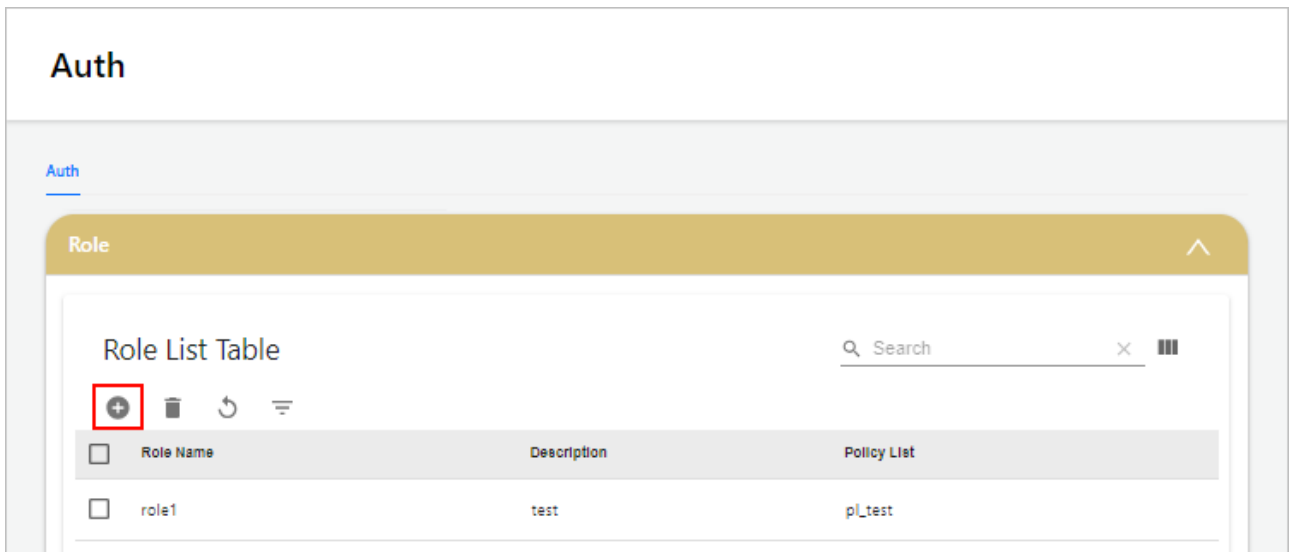 Auth
Auth
Role
Role List Table
Search
Role Name Description Policy List
role1 test pl_test